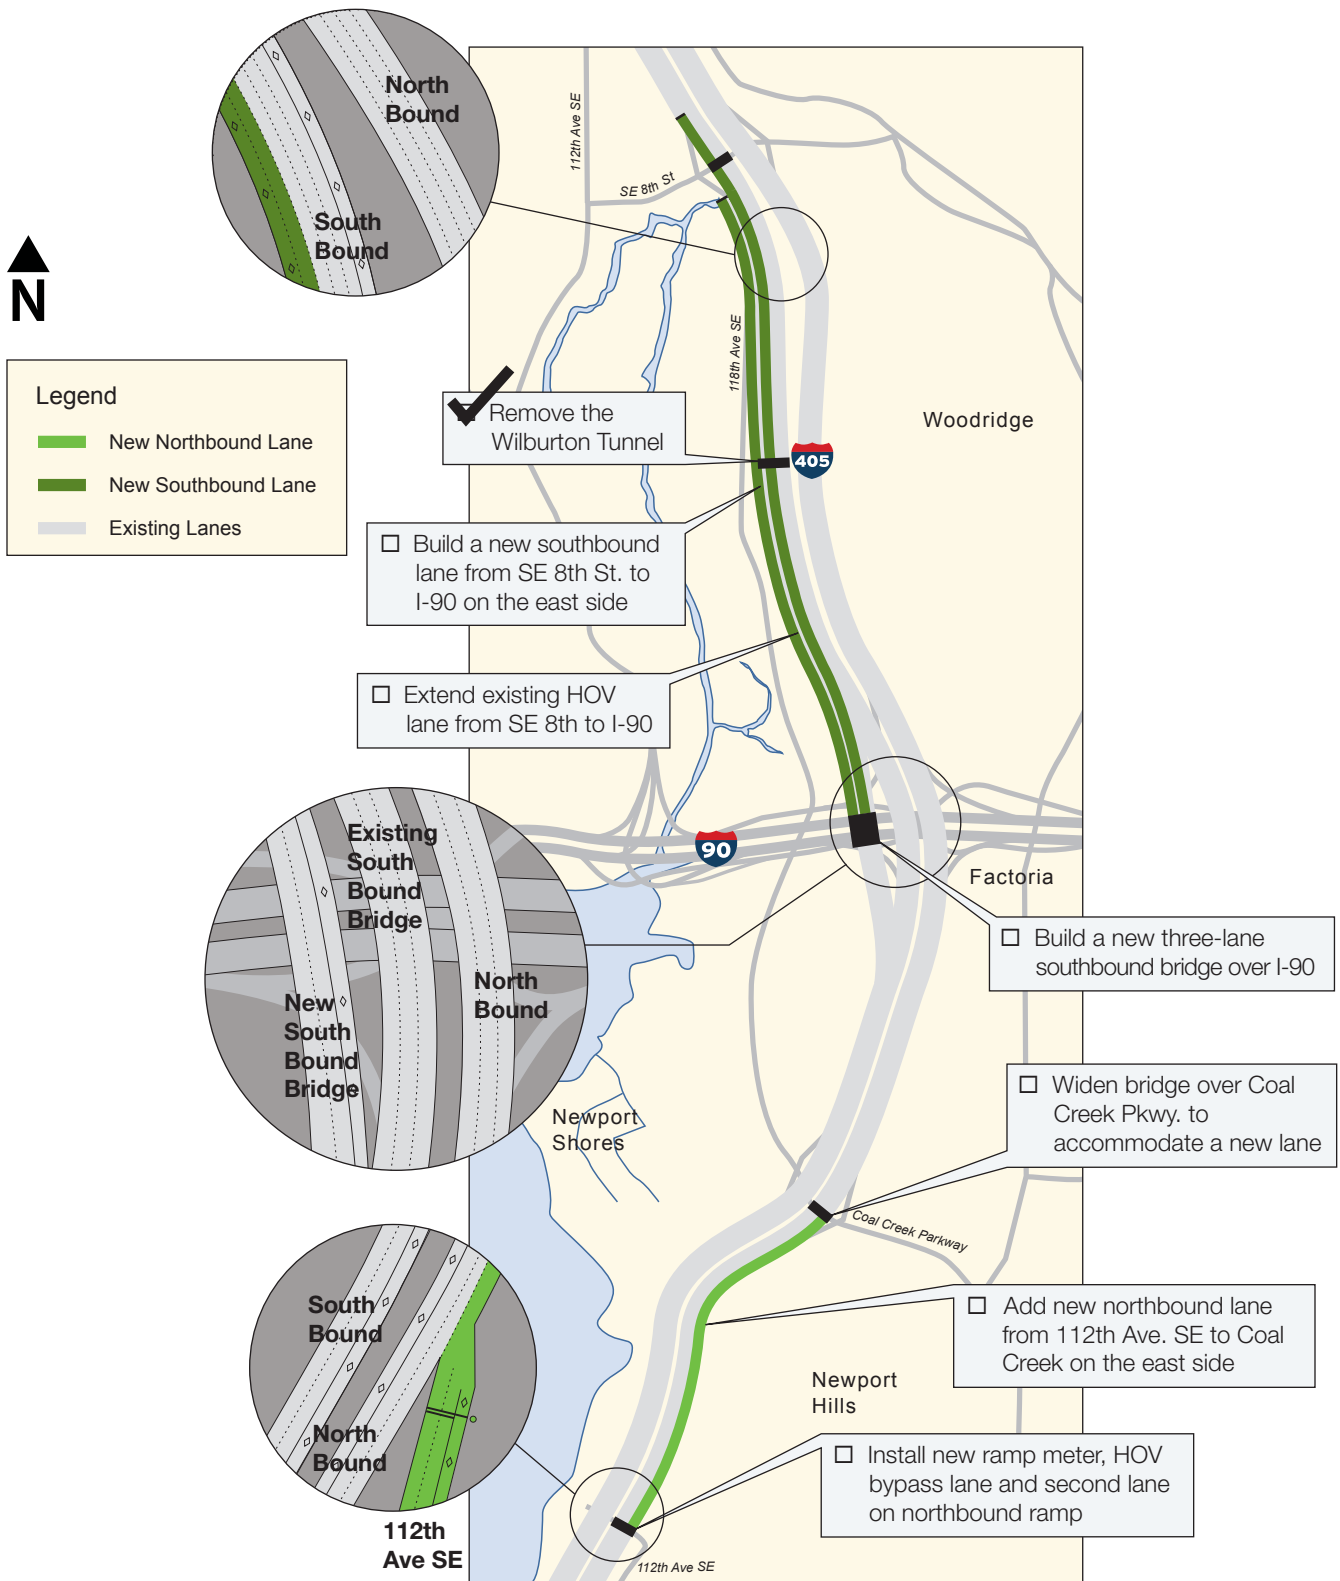 North
Bound
South
Bound
112th Ave SE
SE 8th St
N
Legend
New Northbound Lane
New Southbound Lane
Existing Lanes
118th Ave SE
Woodridge
Remove the
Wilburton Tunnel
405
Build a new southbound
lane from SE 8th St. to
I-90 on the east side
Extend existing HOV
lane from SE 8th to I-90
Existing
South
Bound
Bridge
North
Bound
New
South
Bound
Bridge
90
Factoria
Build a new three-lane
southbound bridge over I-90
Widen bridge over Coal
Creek Pkwy. to
accommodate a new lane
Newport
Shores
Coal Creek Parkway
South
Bound
North
Bound
112th
Ave SE
Add new northbound lane
from 112th Ave. SE to Coal
Creek on the east side
Newport
Hills
Install new ramp meter, HOV
bypass lane and second lane
on northbound ramp
112th Ave SE